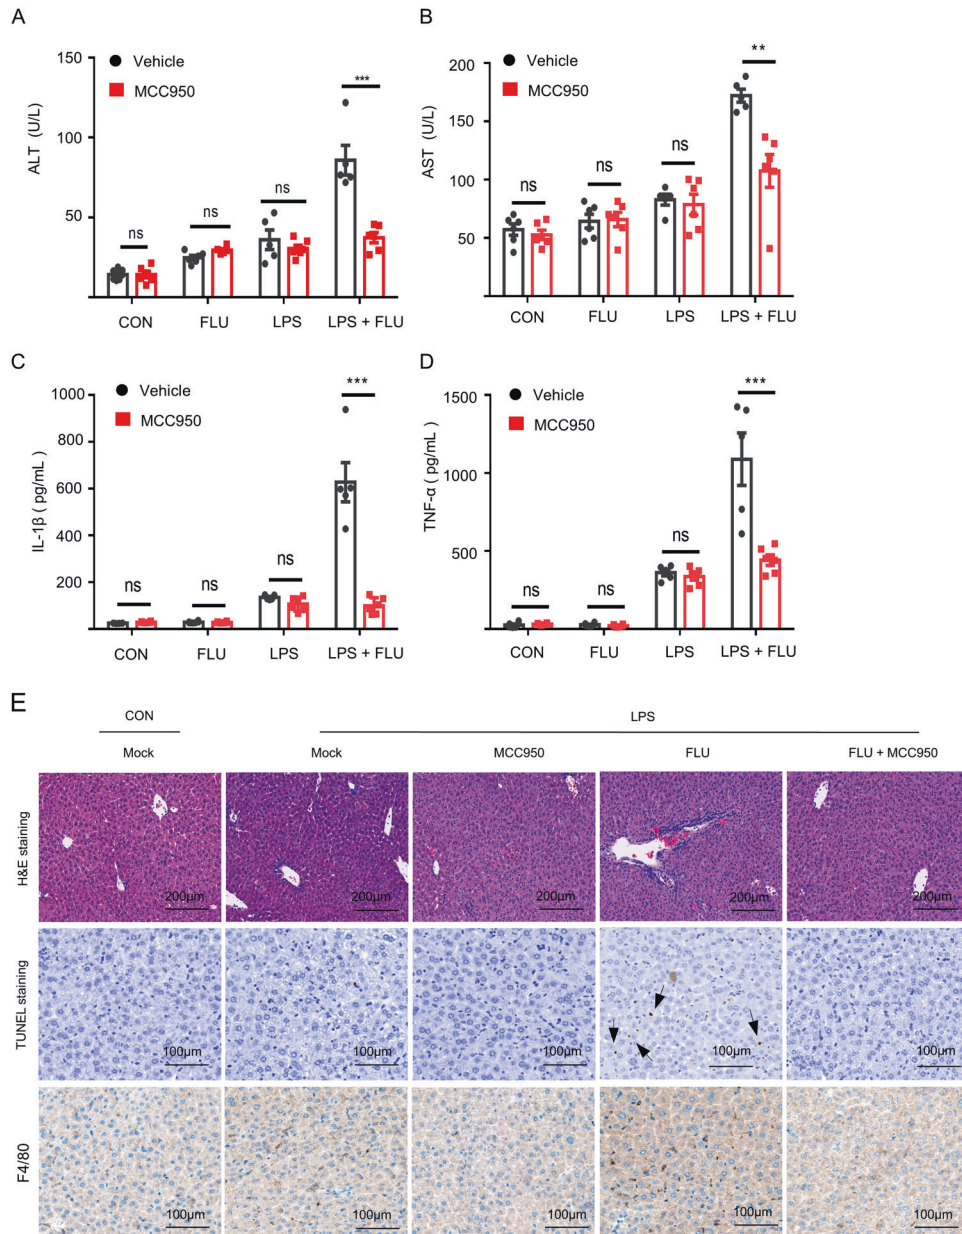 A
Vehicle
MCC950
ALT (U/L)
150
100
50
ns
ns
ns
***
CON FLU LPS LPS + FLU
B
Vehicle
MCC950
AST (U/L)
200
150
100
50
ns
ns
ns
**
CON FLU LPS LPS + FLU
C
Vehicle
MCC950
IL-1β ( pg/mL )
1000
800
600
400
200
ns
ns
ns
***
CON FLU LPS LPS + FLU
D
Vehicle
MCC950
TNF-α ( pg/mL )
1500
1000
500
ns
ns
ns
***
CON FLU LPS LPS + FLU
E
CON LPS
Mock Mock MCC950 FLU FLU + MCC950
H&E staining
200μm 200μm 200μm 200μm 200μm
TUNEL staining
100μm 100μm 100μm 100μm 100μm
F4/80
100μm 100μm 100μm 100μm 100μm